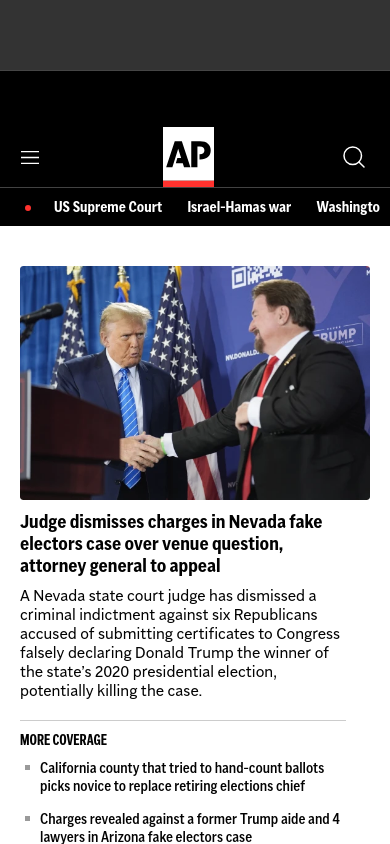 AP
US Supreme Court Israel-Hamas war Washingto
NV.DONALD
TRUMP
Judge dismisses charges in Nevada fake
electors case over venue question,
attorney general to appeal
A Nevada state court judge has dismissed a
criminal indictment against six Republicans
accused of submitting certificates to Congress
falsely declaring Donald Trump the winner of
the state’s 2020 presidential election,
potentially killing the case.
MORE COVERAGE
California county that tried to hand-count ballots
picks novice to replace retiring elections chief
Charges revealed against a former Trump aide and 4
lawyers in Arizona fake electors case